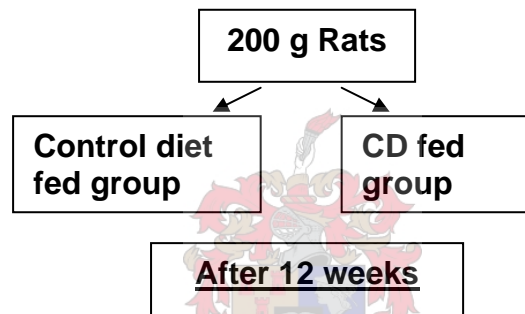 200 g Rats
Control diet
fed group
CD fed
group
After 12 weeks